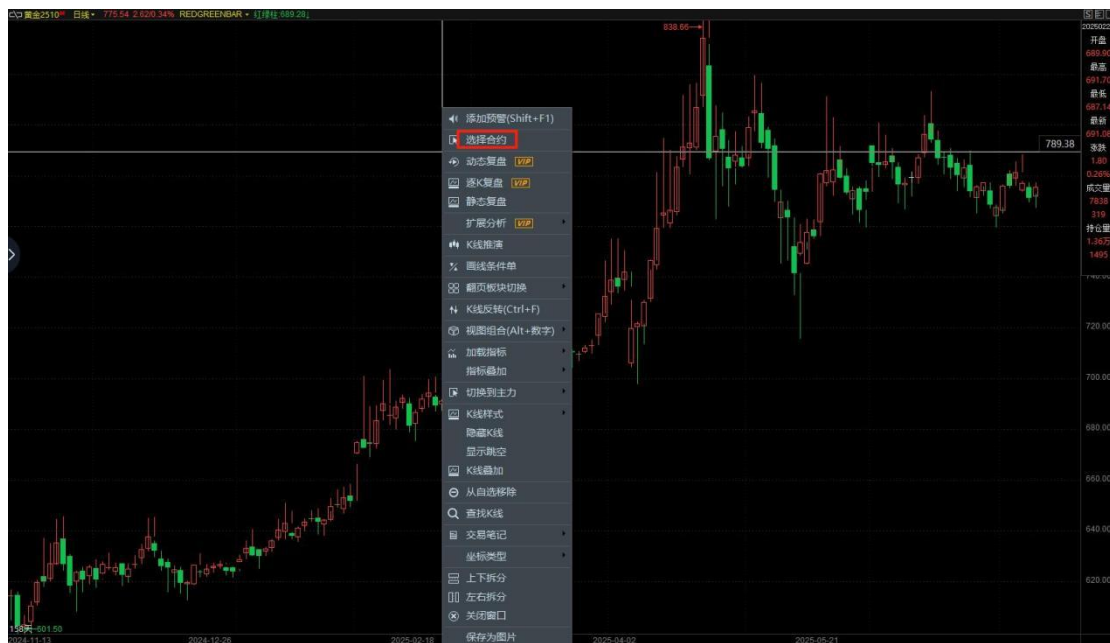 黄金2510 日线 775.54 2.62/0.34% REDGREENBAR 红绿柱:689.28↓
20250222
838.66
开盘
689.90
最高
691.70
最低
687.14
最新
691.08
涨跌
1.80
0.26%
成交量
7838
319
持仓量
1.36万
1495
789.38
添加预警(Shift+F1)
选择合约
动态复盘 VIP
逐K复盘 VIP
静态复盘
扩展分析 VIP
K线推演
画线条件单
翻页板块切换
K线反转(Ctrl+F)
视图组合(Alt+数字)
加载指标
指标叠加
切换到主力
K线样式
隐藏K线
显示跳空
K线叠加
从自选移除
查找K线
交易笔记
坐标类型
上下拆分
左右拆分
关闭窗口
保存为图片
740.00
720.00
700.00
680.00
660.00
640.00
620.00
158天 601.50
2024-11-13 2024-12-26 2025-02-18 2025-04-02 2025-05-21